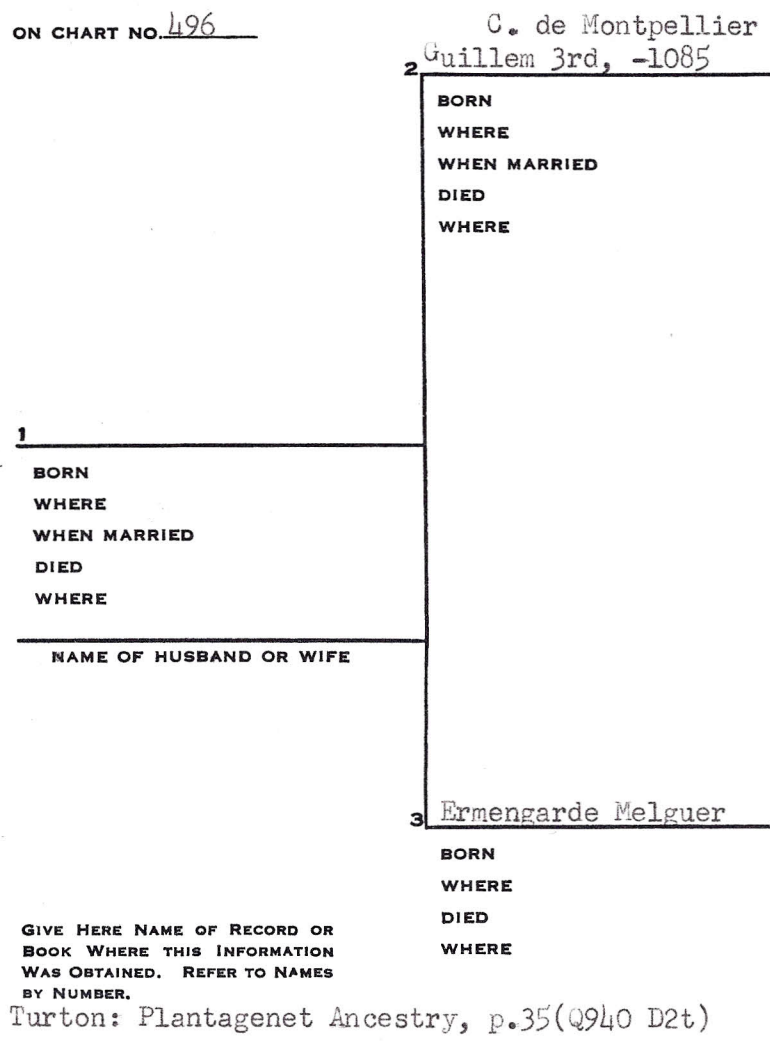 ON CHART NO. 496
C. de Montpellier
2 Guillem 3rd, -1085
BORN
WHERE
WHEN MARRIED
DIED
WHERE
1
BORN
WHERE
WHEN MARRIED
DIED
WHERE
NAME OF HUSBAND OR WIFE
3 Ermengarde Melguer
BORN
WHERE
DIED
WHERE
GIVE HERE NAME OF RECORD OR
BOOK WHERE THIS INFORMATION
WAS OBTAINED. REFER TO NAMES
BY NUMBER.
Turton: Plantagenet Ancestry, p.35(Q940 D2t)